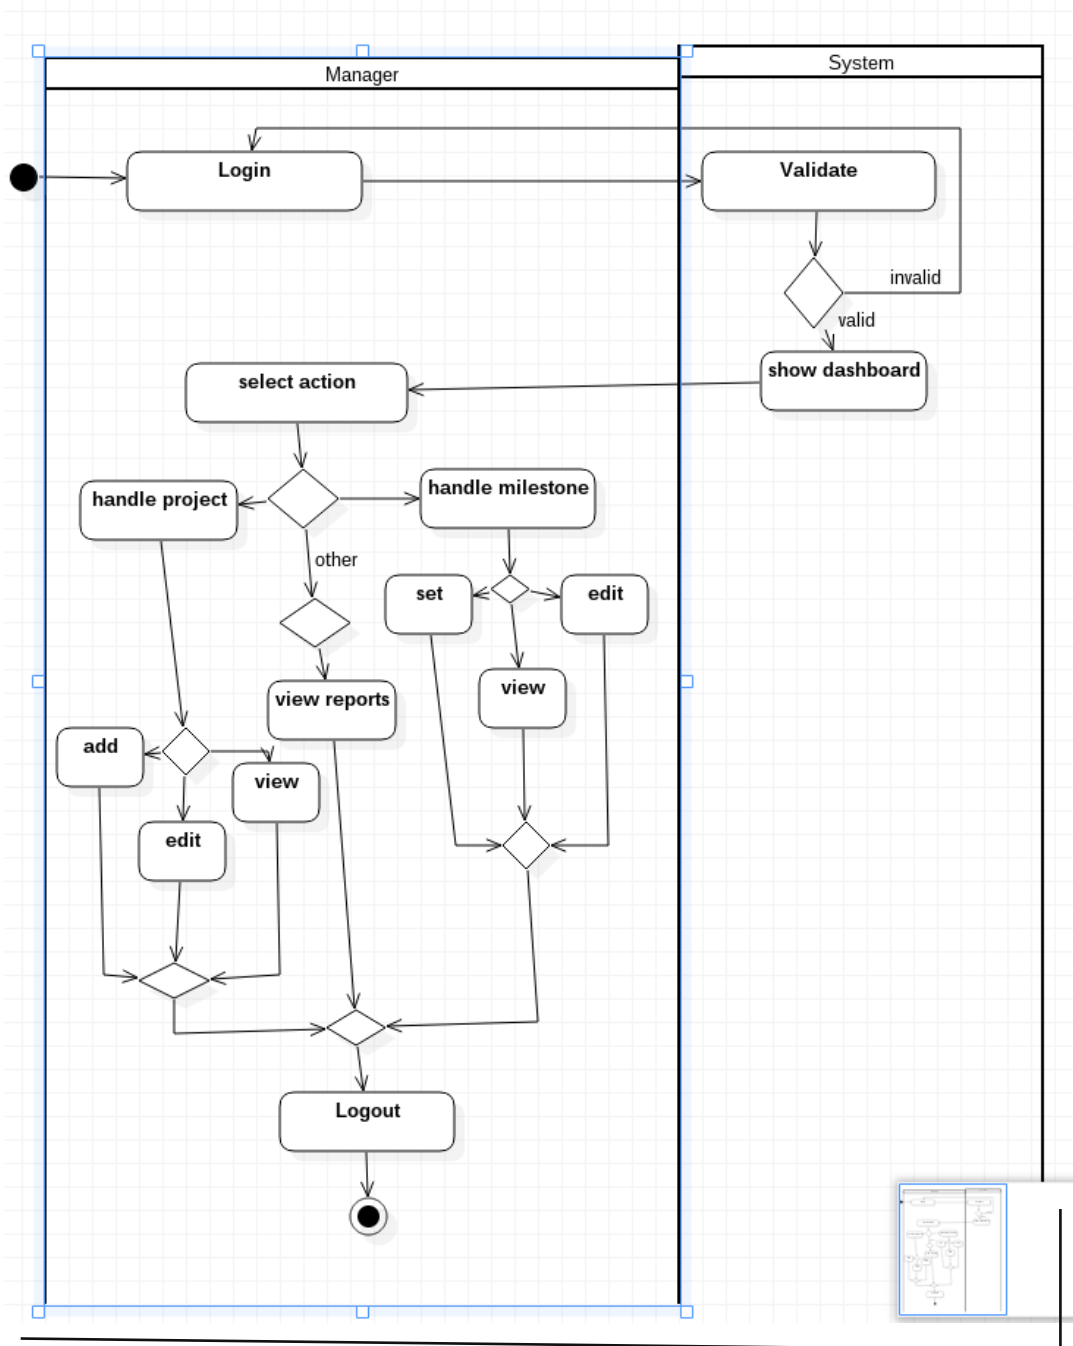 Manager
System
Login
Validate
invalid
valid
show dashboard
select action
handle project
handle milestone
other
set
edit
view reports
view
add
view
edit
Logout